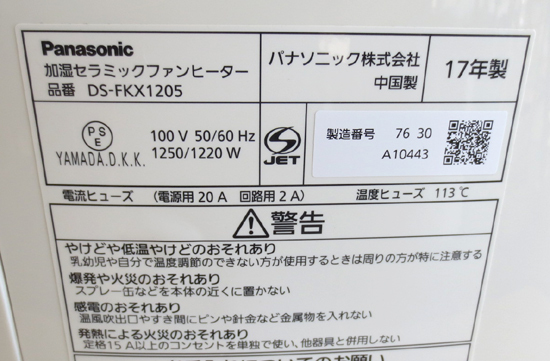 Panasonic
加湿セラミックファンヒーター
品番 DS-FKX1205
パナソニック株式会社
中国製
17年製
PSE
YAMADA.D.K.K.
100 V 50/60 Hz
1250/1220 W
S
JET
製造番号 76 30
A10443
電流ヒューズ (電源用 20 A 回路用 2 A) 温度ヒューズ 113℃
警告
やけどや低温やけどのおそれあり
乳幼児や自分で温度調節のできない方が使用するときは周りの方が特に注意する
爆発や火災のおそれあり
スプレー缶などを本体の近くに置かない
感電のおそれあり
温風吹出口やすき間にピンや針金など金属物を入れない
発熱による火災のおそれあり
定格15 A以上のコンセントを単独で使い、他器具と併用しない